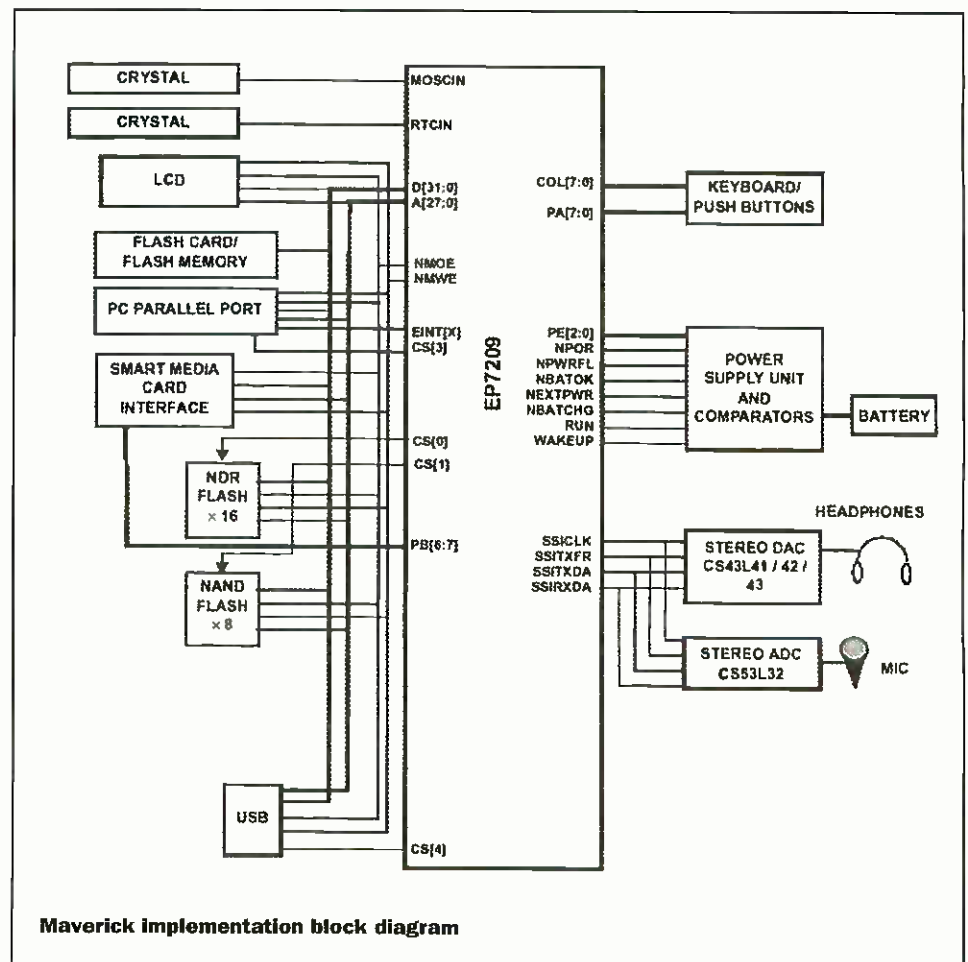 CRYSTAL
CRYSTAL
LCD
FLASH CARD/
FLASH MEMORY
PC PARALLEL PORT
SMART MEDIA
CARD
INTERFACE
NDR
FLASH
× 16
NAND
FLASH
× 8
USB
MOSCIN
RTCIN
D[31:0]
A[27:0]
NMOE
NMWE
EINT[X]
CS[3]
CS[0]
CS[1]
PB[6:7]
CS[4]
EP7209
COL[7:0]
PA[7:0]
PE[2:0]
NPOR
NPWRFL
NBATOK
NEXTPWR
NBATCHG
RUN
WAKEUP
SSICLK
SSITXFR
SSITXDA
SSIRXDA
KEYBOARD/
PUSH BUTTONS
POWER
SUPPLY UNIT
AND
COMPARATORS
BATTERY
HEADPHONES
STEREO DAC
CS43L41 / 42 /
43
STEREO ADC
CS53L32
MIC
Maverick implementation block diagram